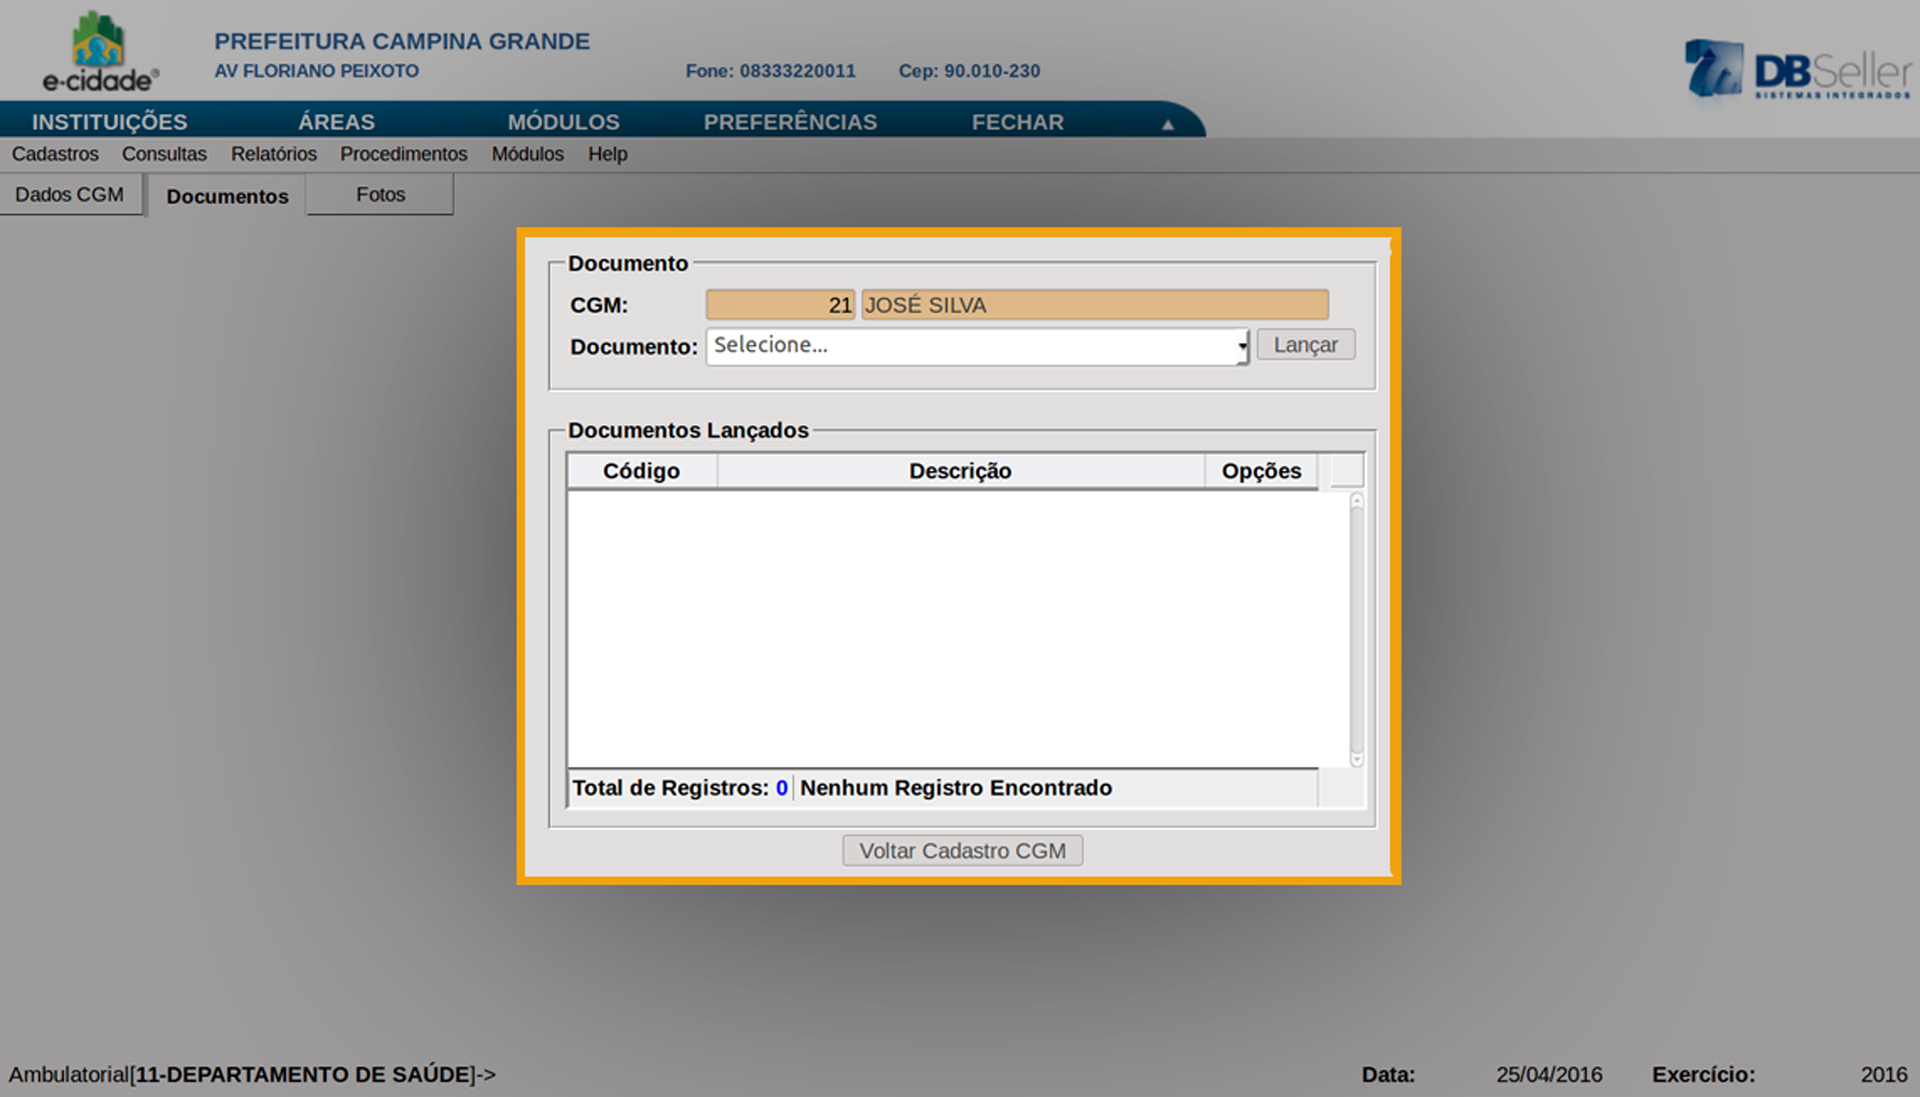 e-cidade®
PREFEITURA CAMPINA GRANDE
AV FLORIANO PEIXOTO Fone: 08333220011 Cep: 90.010-230
DBSeller
SISTEMAS INTEGRADOS
INSTITUIÇÕES ÁREAS MÓDULOS PREFERÊNCIAS FECHAR
Cadastros Consultas Relatórios Procedimentos Módulos Help
Dados CGM Documentos Fotos
Documento
CGM: 21 JOSÉ SILVA
Documento: Selecione... Lançar
Documentos Lançados
Código Descrição Opções
Total de Registros: 0 Nenhum Registro Encontrado
Voltar Cadastro CGM
Ambulatorial[11-DEPARTAMENTO DE SAÚDE]-> Data: 25/04/2016 Exercício: 2016